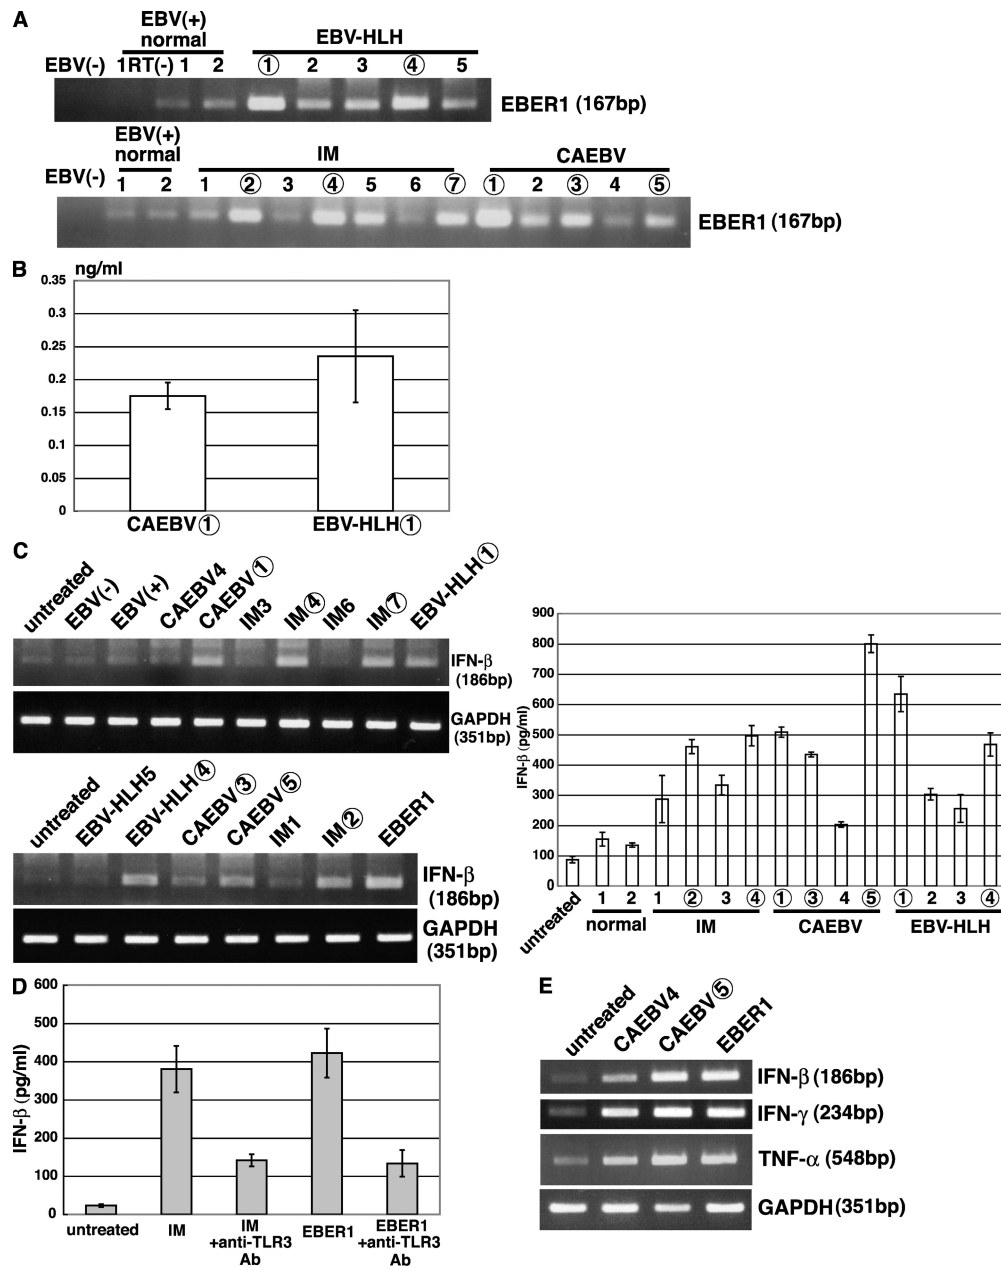 A
EBV(+)
normal
EBV-HLH
EBV(-) 1RT(-) 1 2 ① 2 3 ④ 5
EBER1 (167bp)
EBV(+)
normal
IM
CAEBV
EBV(-) 1 2 1 ② 3 ④ 5 6 ⑦ ① 2 ③ 4 ⑤
EBER1 (167bp)
B
ng/ml
0.35
0.3
0.25
0.2
0.15
0.1
0.05
0
CAEBV① EBV-HLH①
C
untreated EBV(-) EBV(+) CAEBV4 CAEBV① IM3 IM④ IM6 IM⑦ EBV-HLH①
IFN-β
(186bp)
GAPDH
(351bp)
untreated EBV-HLH5 EBV-HLH④ CAEBV③ CAEBV⑤ IM1 IM② EBER1
IFN-β
(186bp)
GAPDH
(351bp)
IFN-β (pg/ml)
900
800
700
600
500
400
300
200
100
0
untreated 1 2 1 ② 3 ④ ① ③ 4 ⑤ ① 2 3 ④
normal IM CAEBV EBV-HLH
D
IFN-β (pg/ml)
600
500
400
300
200
100
0
untreated IM IM EBER1 EBER1
+anti-TLR3 +anti-TLR3
Ab Ab
E
untreated CAEBV4 CAEBV⑤ EBER1
IFN-β (186bp)
IFN-γ (234bp)
TNF-α (548bp)
GAPDH (351bp)